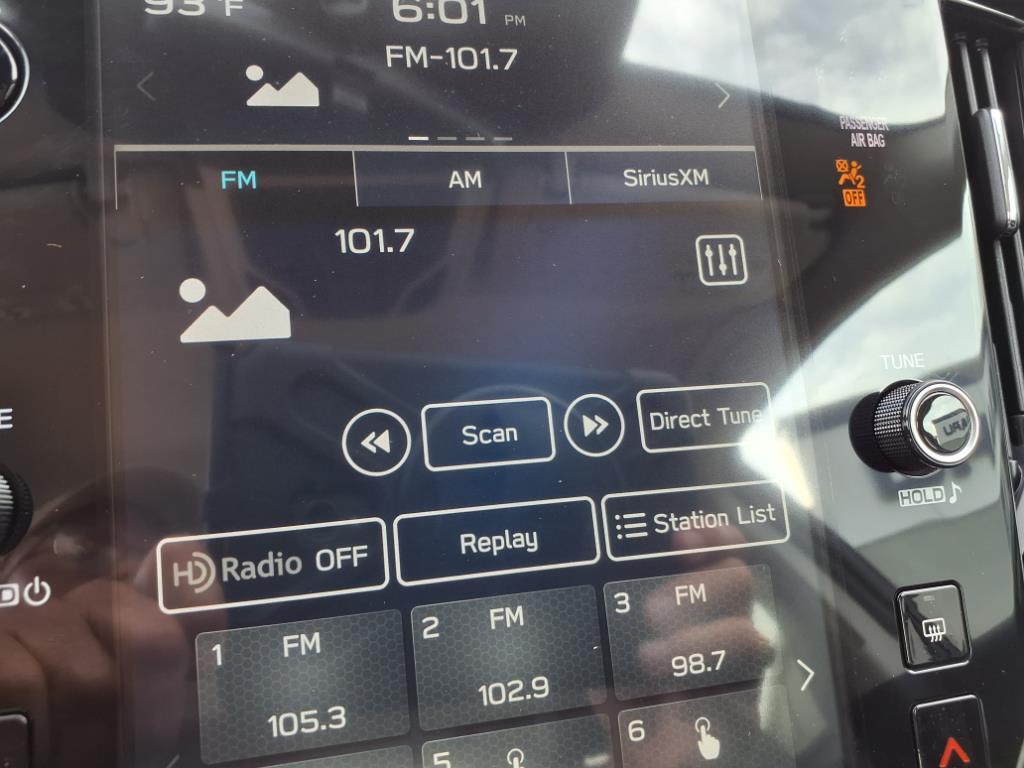 93°F
6:01 PM
FM-101.7
FM
AM
SiriusXM
101.7
Scan
Direct Tune
HD Radio OFF
Replay
Station List
1
FM
105.3
2
FM
102.9
3
FM
98.7
5
6
PASSENGER
AIR BAG
2
OFF
TUNE
HOLD